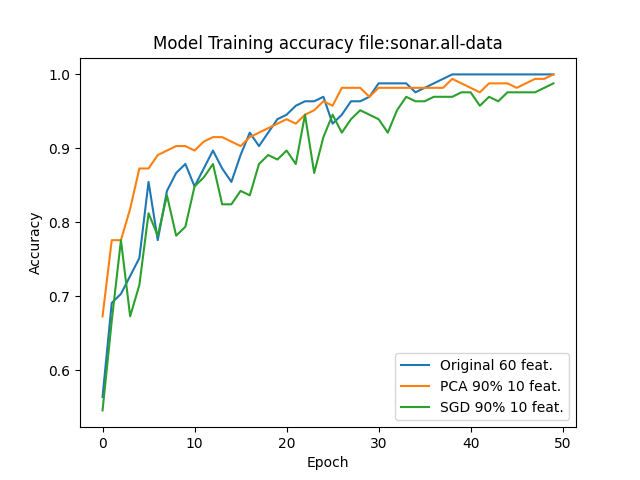 Model Training accuracy file:sonar.all-data
Accuracy
1.0
0.9
0.8
0.7
0.6
0
10
20
30
40
50
Epoch
Original 60 feat.
PCA 90% 10 feat.
SGD 90% 10 feat.